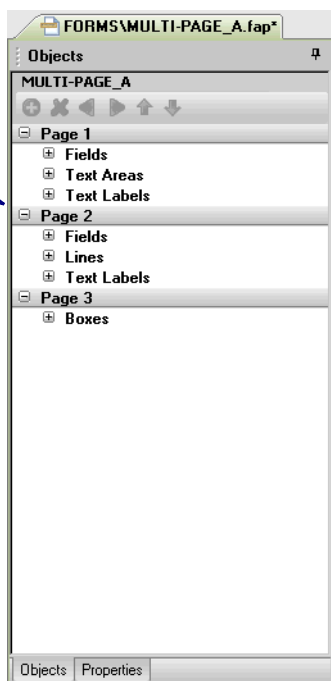 FORMS\MULTI-PAGE_A.fap*
Objects
MULTI-PAGE_A
Page 1
Fields
Text Areas
Text Labels
Page 2
Fields
Lines
Text Labels
Page 3
Boxes
Objects Properties